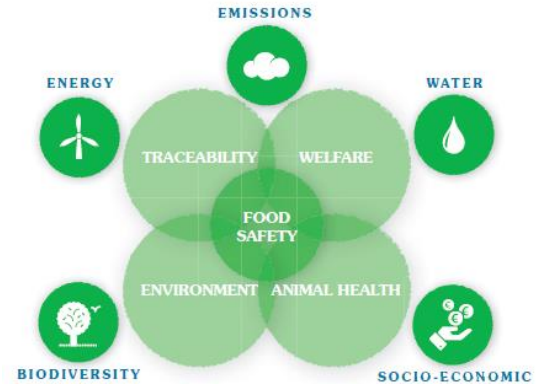 EMISSIONS
ENERGY
WATER
TRACEABILITY
WELFARE
FOOD
SAFETY
ENVIRONMENT
ANIMAL HEALTH
BIODIVERSITY
SOCIO-ECONOMIC